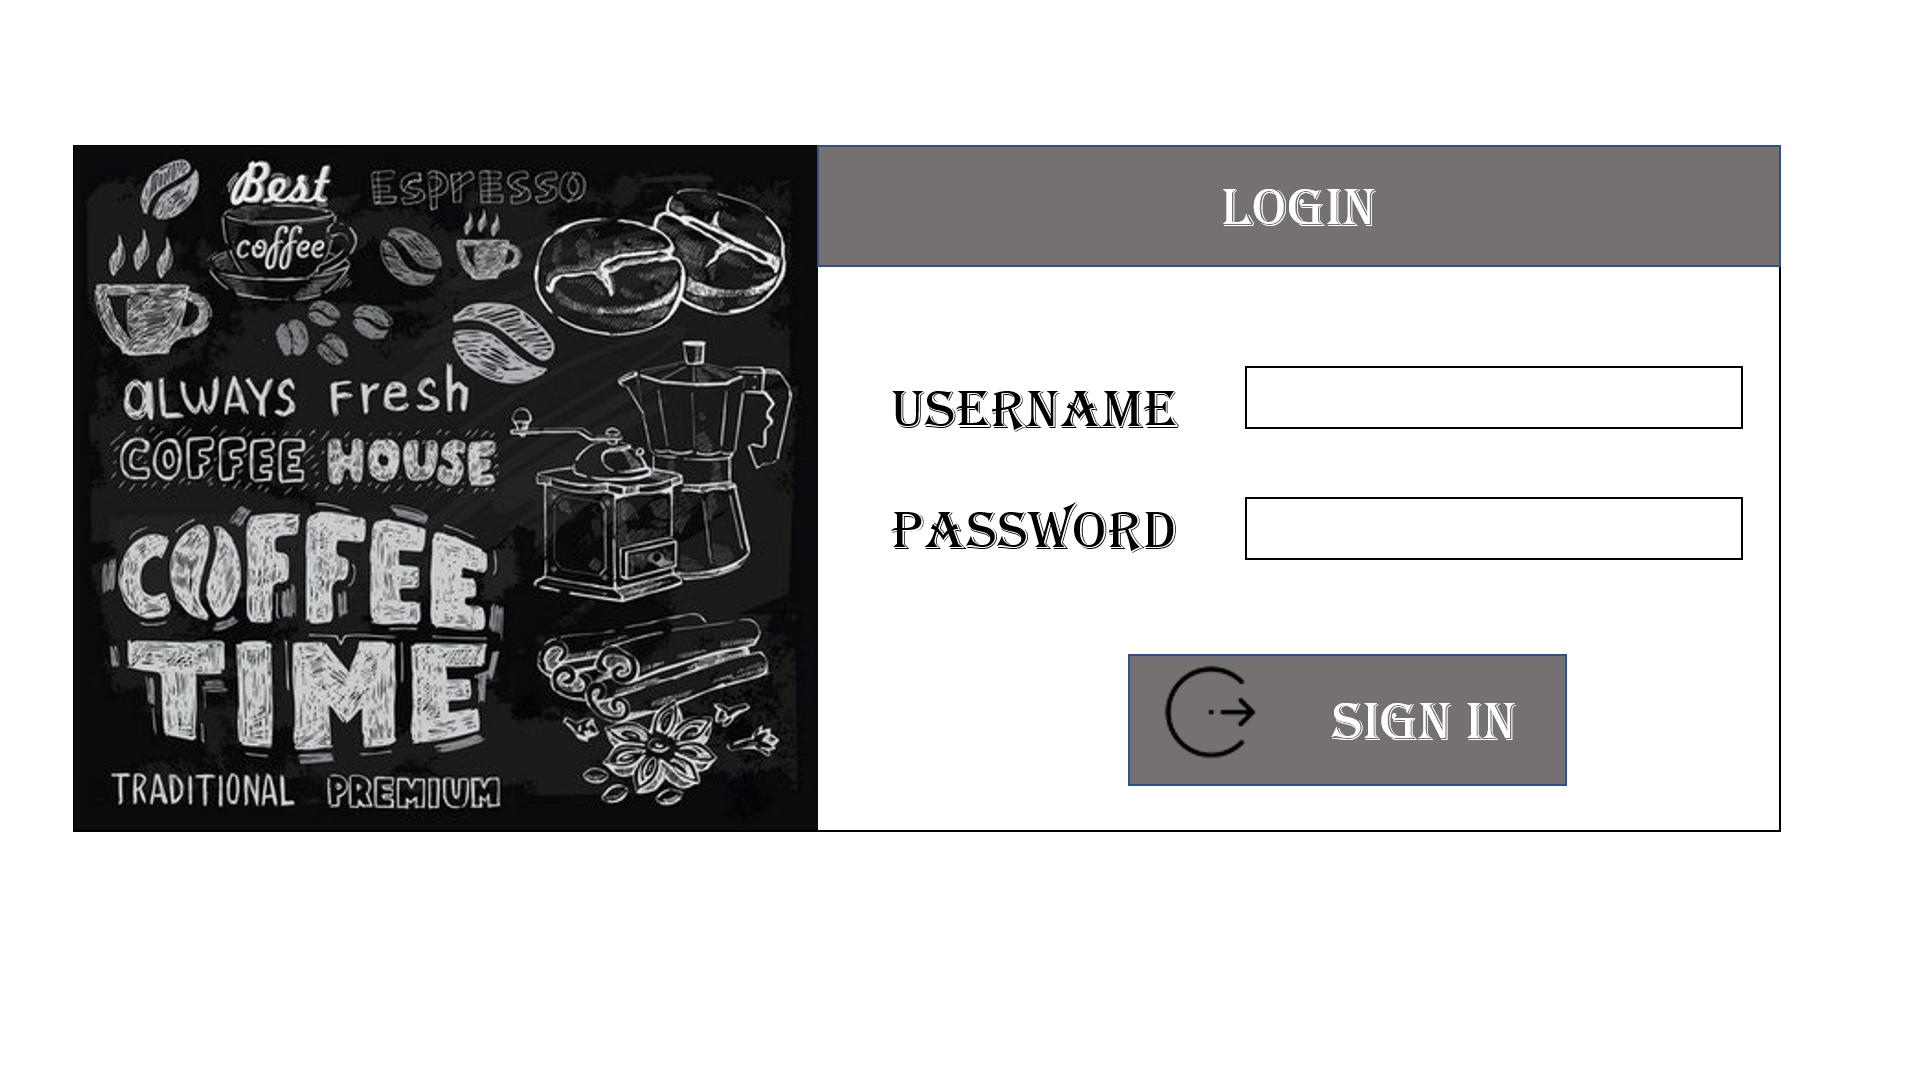 Best ESPRESSO
coffee
ALWAYS Fresh
COFFEE HOUSE
COFFEE
TIME
TRADITIONAL PREMIUM
LOGIN
USERNAME
PASSWORD
SIGN IN